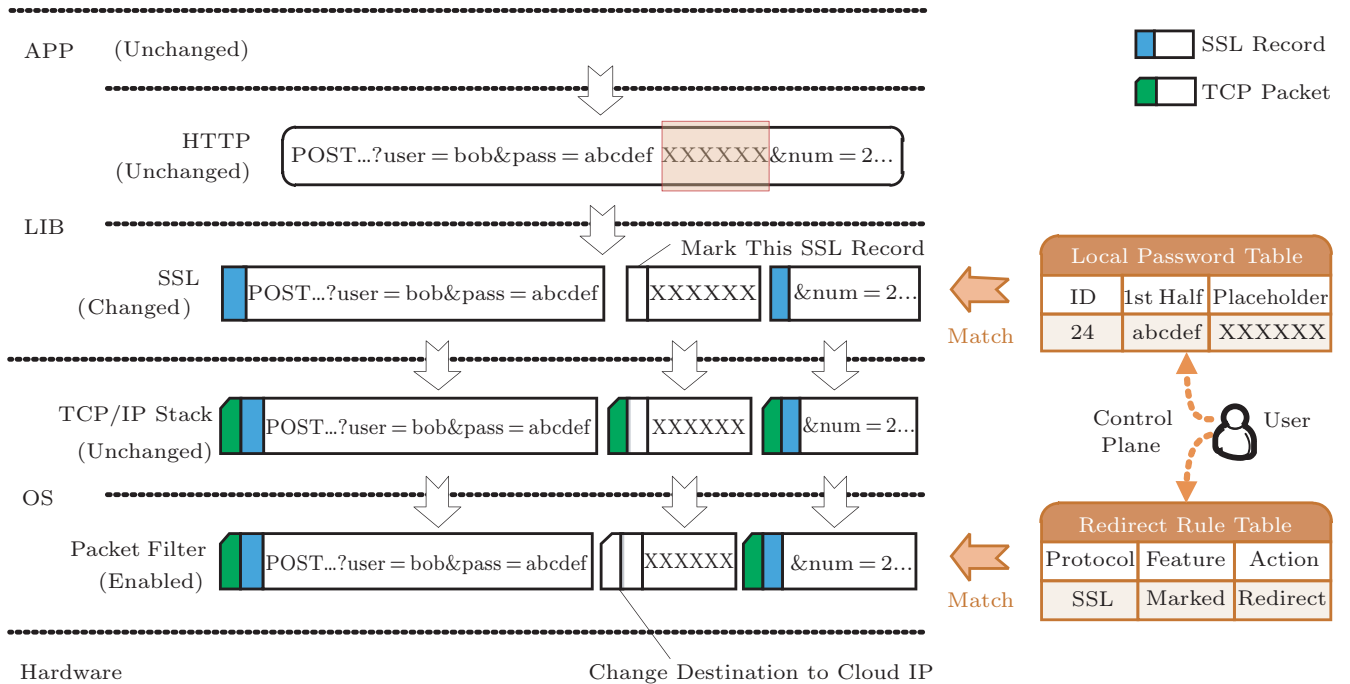 APP (Unchanged)
SSL Record
TCP Packet
HTTP
(Unchanged)
POST...?user = bob&pass = abcdef XXXXXX&num = 2...
LIB
Mark This SSL Record
SSL
(Changed)
POST...?user = bob&pass = abcdef
XXXXXX
&num = 2...
Match
Local Password Table
ID 1st Half Placeholder
24 abcdef XXXXXX
TCP/IP Stack
(Unchanged)
POST...?user = bob&pass = abcdef
XXXXXX
&num = 2...
Control
Plane
User
OS
Packet Filter
(Enabled)
POST...?user = bob&pass = abcdef
XXXXXX
&num = 2...
Match
Redirect Rule Table
Protocol Feature Action
SSL Marked Redirect
Hardware
Change Destination to Cloud IP